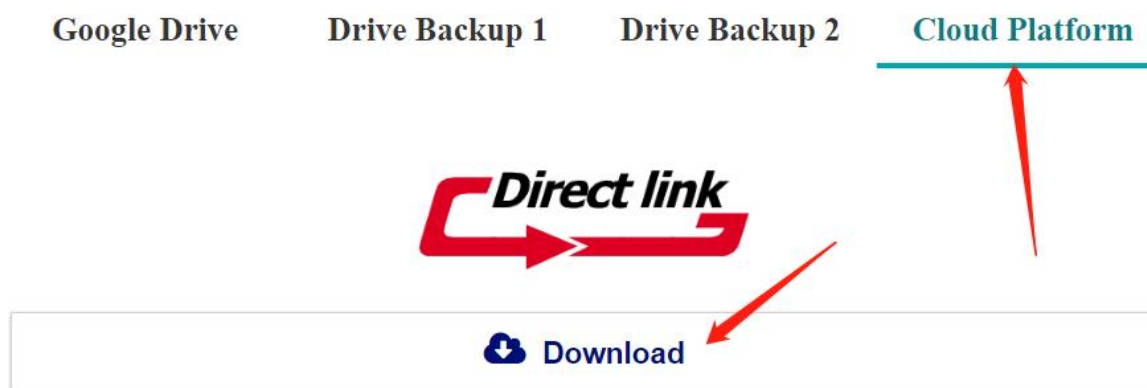 Google Drive Drive Backup 1 Drive Backup 2 Cloud Platform
Direct link
Download